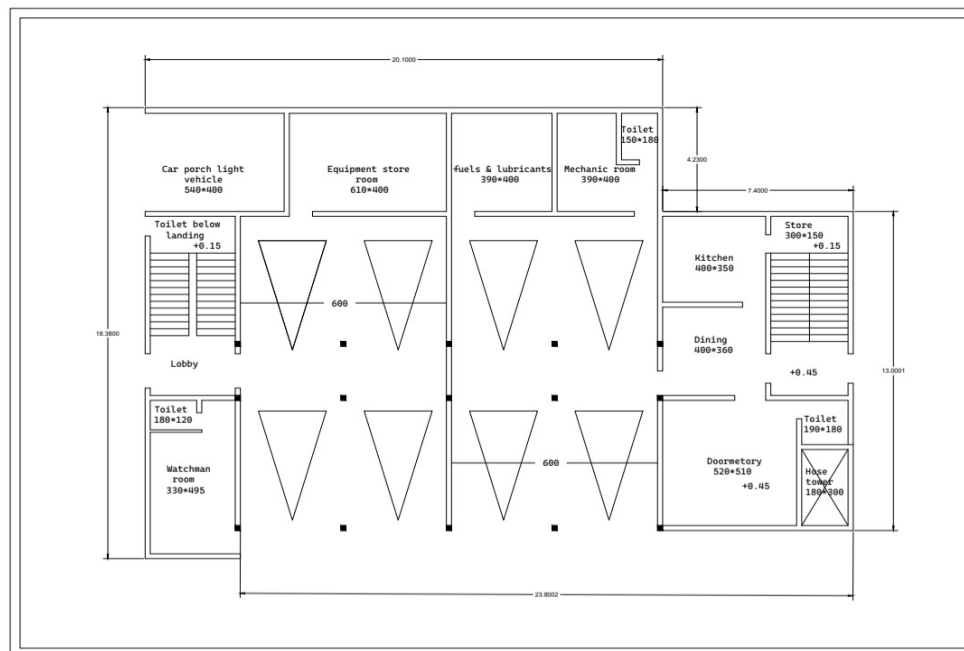 20.1000
Toilet
150*180
Car porch light
vehicle
540*400
Equipment store
room
610*400
fuels & lubricants
390*400
Mechanic room
390*400
4.2300
7.4000
Toilet below
landing
+0.15
Store
300*150
+0.15
Kitchen
400*350
600
18.3800
Dining
400*360
Lobby
+0.45
13.0001
Toilet
180*120
Toilet
190*180
Watchman
room
330*495
600
Doormetory
520*510
+0.45
Hose
tower
180*300
23.8002